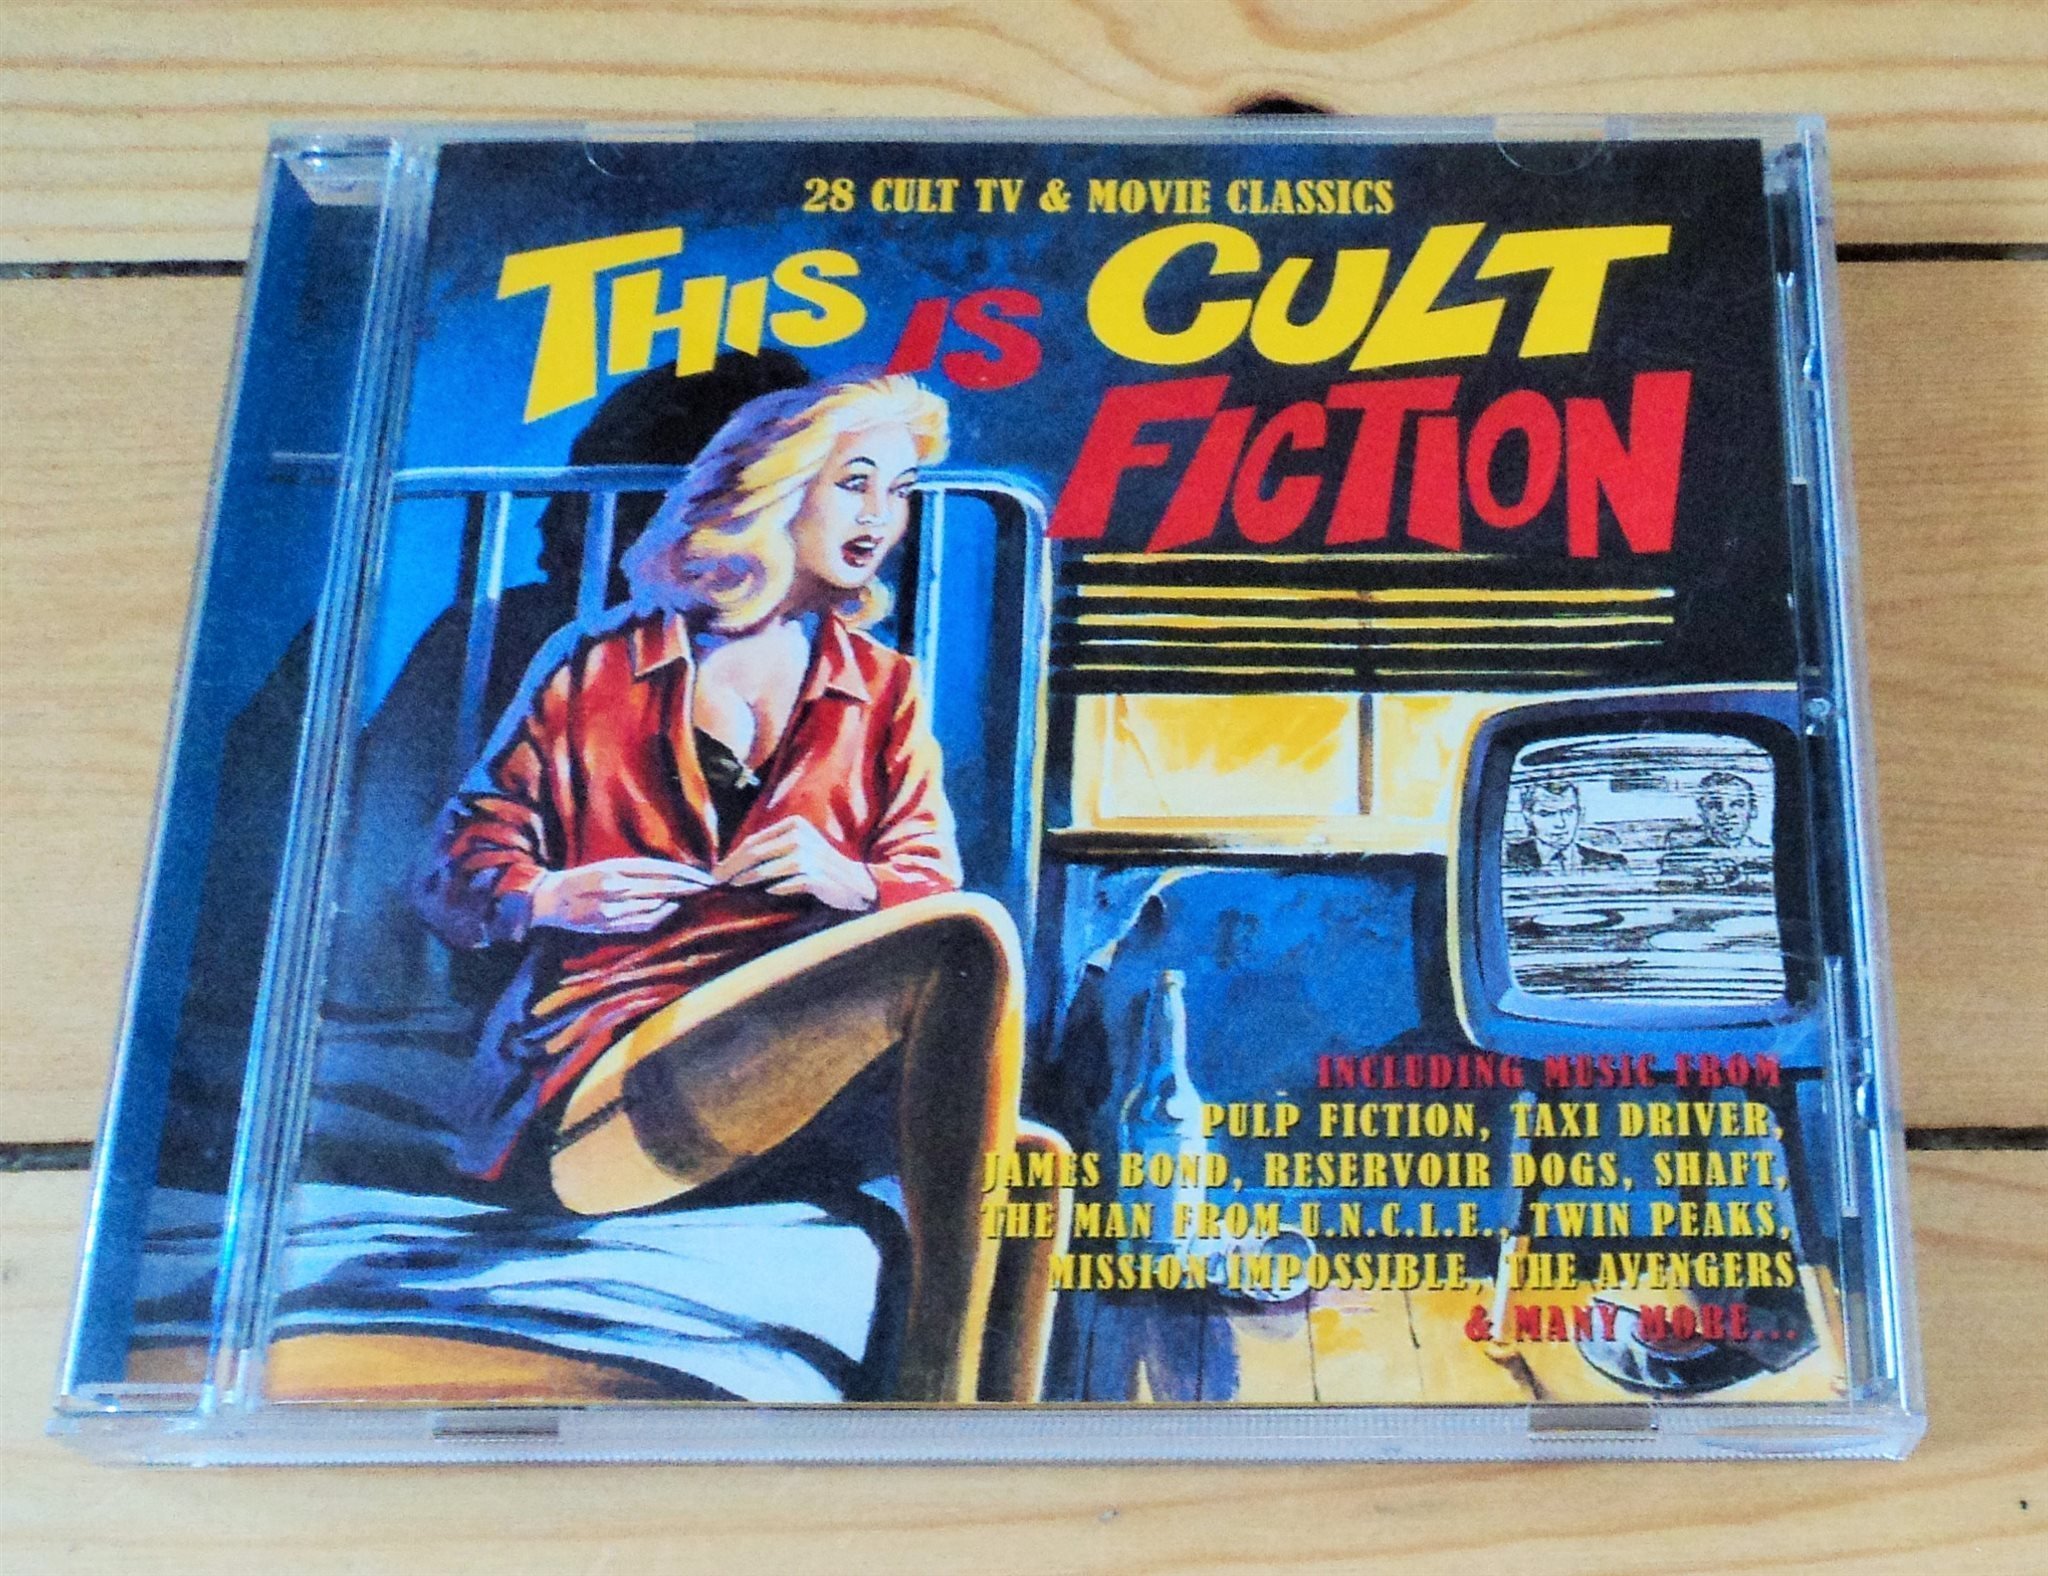 28 CULT TV & MOVIE CLASSICS
THIS IS CULT
FICTION
INCLUDING MUSIC FROM
PULP FICTION, TAXI DRIVER,
JAMES BOND, RESERVOIR DOGS, SHAFT,
THE MAN FROM U.N.C.L.E., TWIN PEAKS,
MISSION IMPOSSIBLE, THE AVENGERS
& MANY MORE...